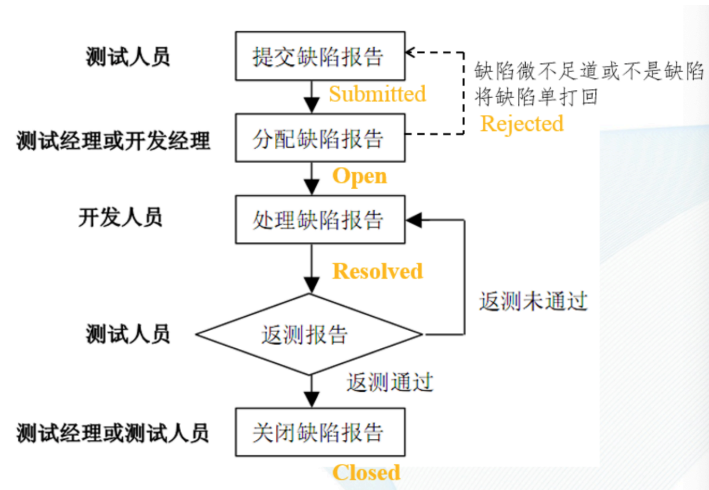 测试人员
提交缺陷报告
缺陷微不足道或不是缺陷
将缺陷单打回
Submitted
Rejected
测试经理或开发经理
分配缺陷报告
Open
开发人员
处理缺陷报告
Resolved
返测未通过
测试人员
返测报告
返测通过
测试经理或测试人员
关闭缺陷报告
Closed